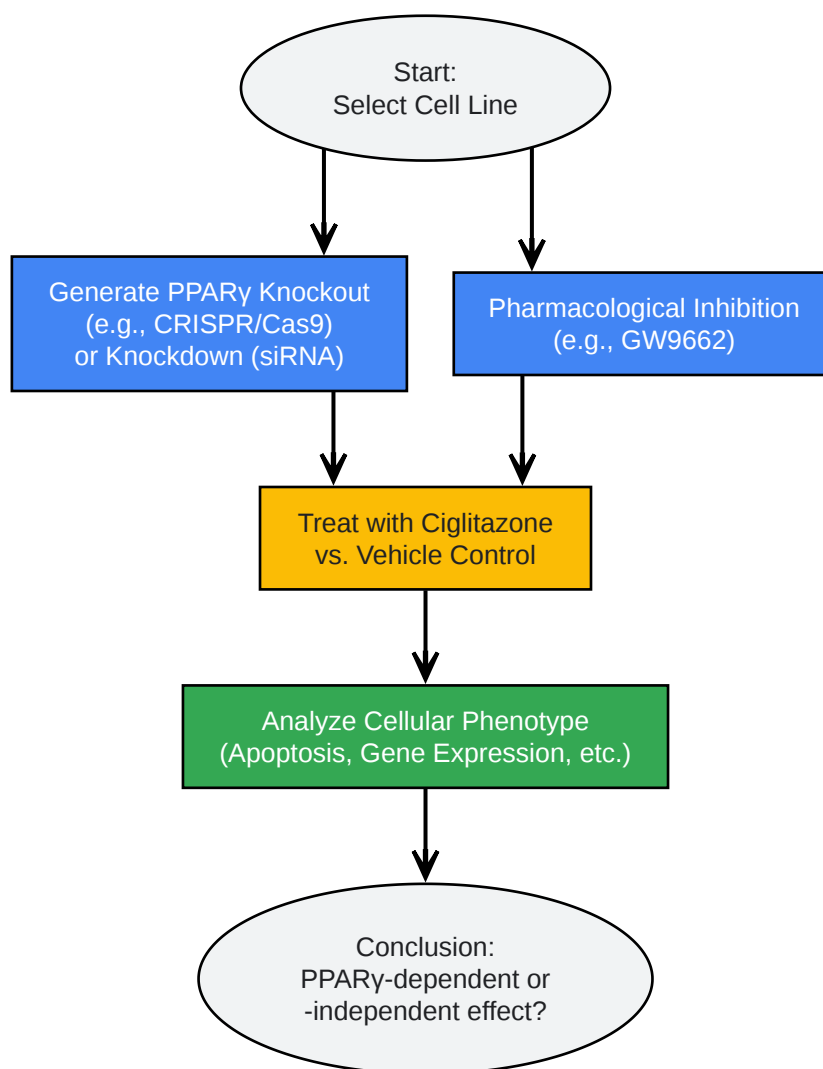 Start:
Select Cell Line
Generate PPARγ Knockout
(e.g., CRISPR/Cas9)
or Knockdown (siRNA)
Pharmacological Inhibition
(e.g., GW9662)
Treat with Ciglitazone
vs. Vehicle Control
Analyze Cellular Phenotype
(Apoptosis, Gene Expression, etc.)
Conclusion:
PPARγ-dependent or
-independent effect?